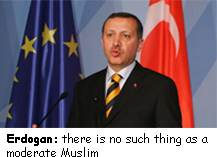 Erdogan: there is no such thing as a
moderate Muslim